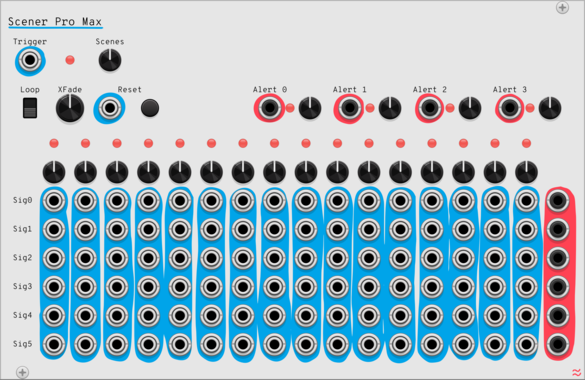 Scener Pro Max
Trigger Scenes
Loop XFade Reset Alert 0 Alert 1 Alert 2 Alert 3
Sig0
Sig1
Sig2
Sig3
Sig4
Sig5